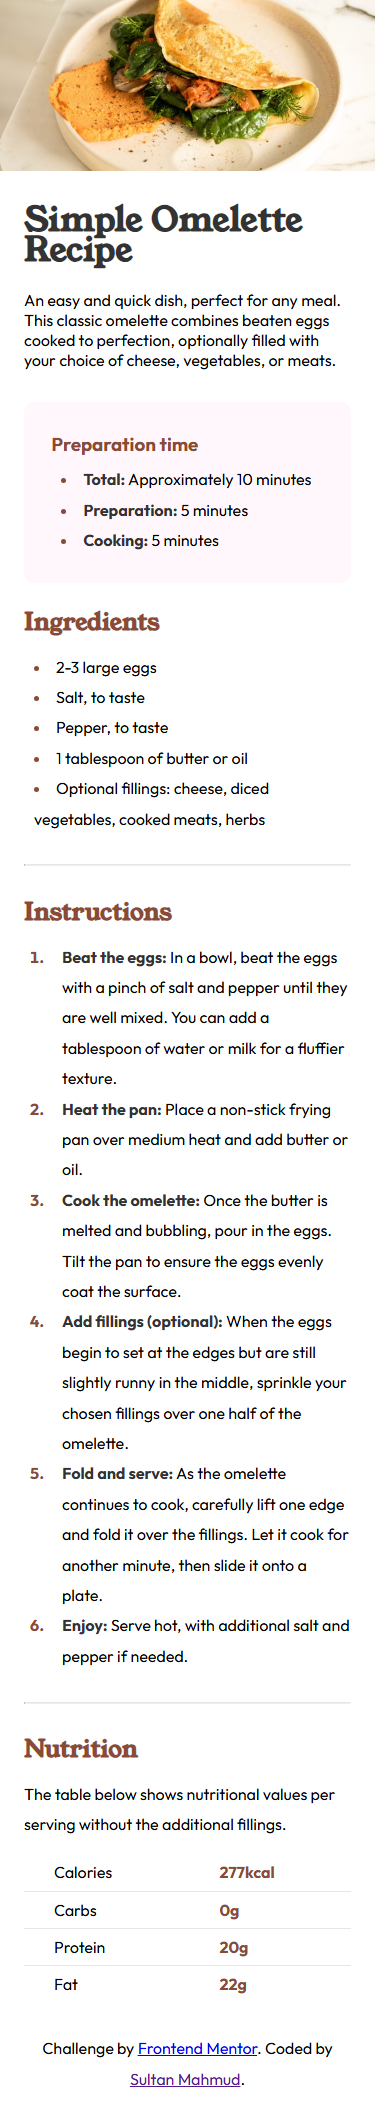 Simple Omelette
Recipe
An easy and quick dish, perfect for any meal.
This classic omelette combines beaten eggs
cooked to perfection, optionally filled with
your choice of cheese, vegetables, or meats.
Preparation time
• Total: Approximately 10 minutes
• Preparation: 5 minutes
• Cooking: 5 minutes
Ingredients
• 2-3 large eggs
• Salt, to taste
• Pepper, to taste
• 1 tablespoon of butter or oil
• Optional fillings: cheese, diced
vegetables, cooked meats, herbs
Instructions
1. Beat the eggs: In a bowl, beat the eggs
with a pinch of salt and pepper until they
are well mixed. You can add a
tablespoon of water or milk for a fluffier
texture.
2. Heat the pan: Place a non-stick frying
pan over medium heat and add butter or
oil.
3. Cook the omelette: Once the butter is
melted and bubbling, pour in the eggs.
Tilt the pan to ensure the eggs evenly
coat the surface.
4. Add fillings (optional): When the eggs
begin to set at the edges but are still
slightly runny in the middle, sprinkle your
chosen fillings over one half of the
omelette.
5. Fold and serve: As the omelette
continues to cook, carefully lift one edge
and fold it over the fillings. Let it cook for
another minute, then slide it onto a
plate.
6. Enjoy: Serve hot, with additional salt and
pepper if needed.
Nutrition
The table below shows nutritional values per
serving without the additional fillings.
Calories 277kcal
Carbs 0g
Protein 20g
Fat 22g
Challenge by Frontend Mentor. Coded by
Sultan Mahmud.